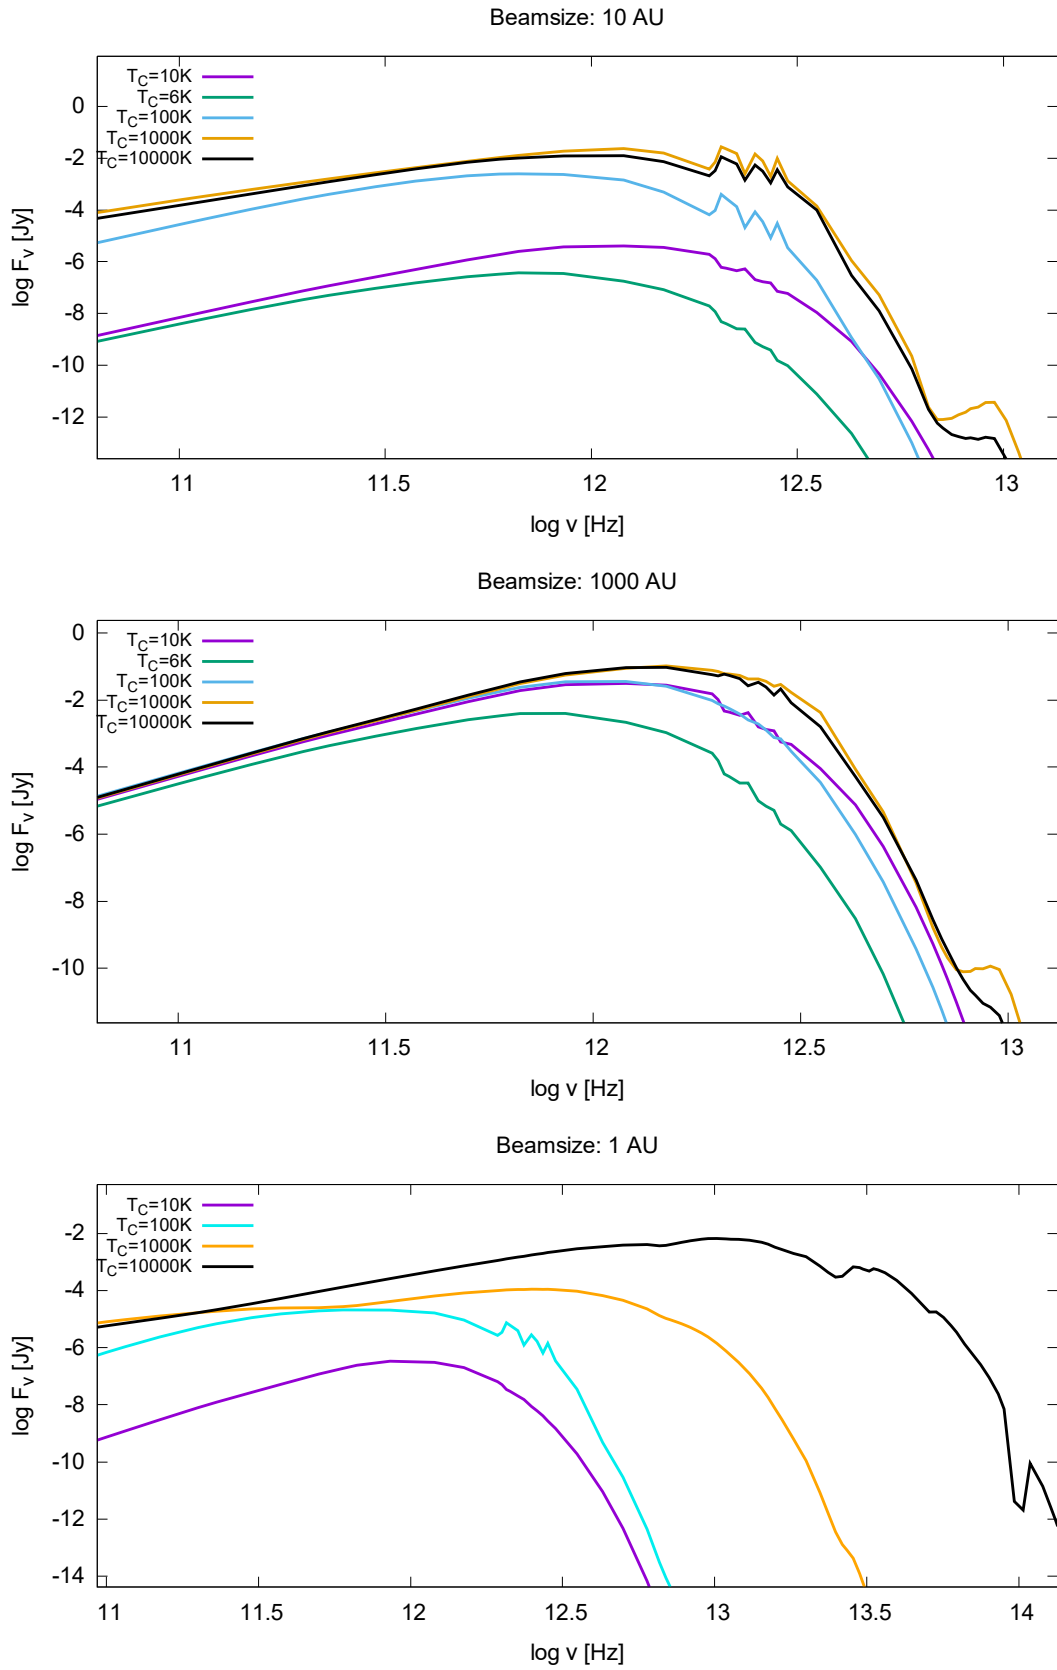 Beamsize: 10 AU
T_C=10K
T_C=6K
T_C=100K
T_C=1000K
T_C=10000K
0
-2
-4
-6
-8
-10
-12
log F_ν [Jy]
11
11.5
12
12.5
13
log ν [Hz]
Beamsize: 1000 AU
T_C=10K
T_C=6K
T_C=100K
T_C=1000K
T_C=10000K
0
-2
-4
-6
-8
-10
log F_ν [Jy]
11
11.5
12
12.5
13
log ν [Hz]
Beamsize: 1 AU
T_C=10K
T_C=100K
T_C=1000K
T_C=10000K
-2
-4
-6
-8
-10
-12
-14
log F_ν [Jy]
11
11.5
12
12.5
13
13.5
14
log ν [Hz]